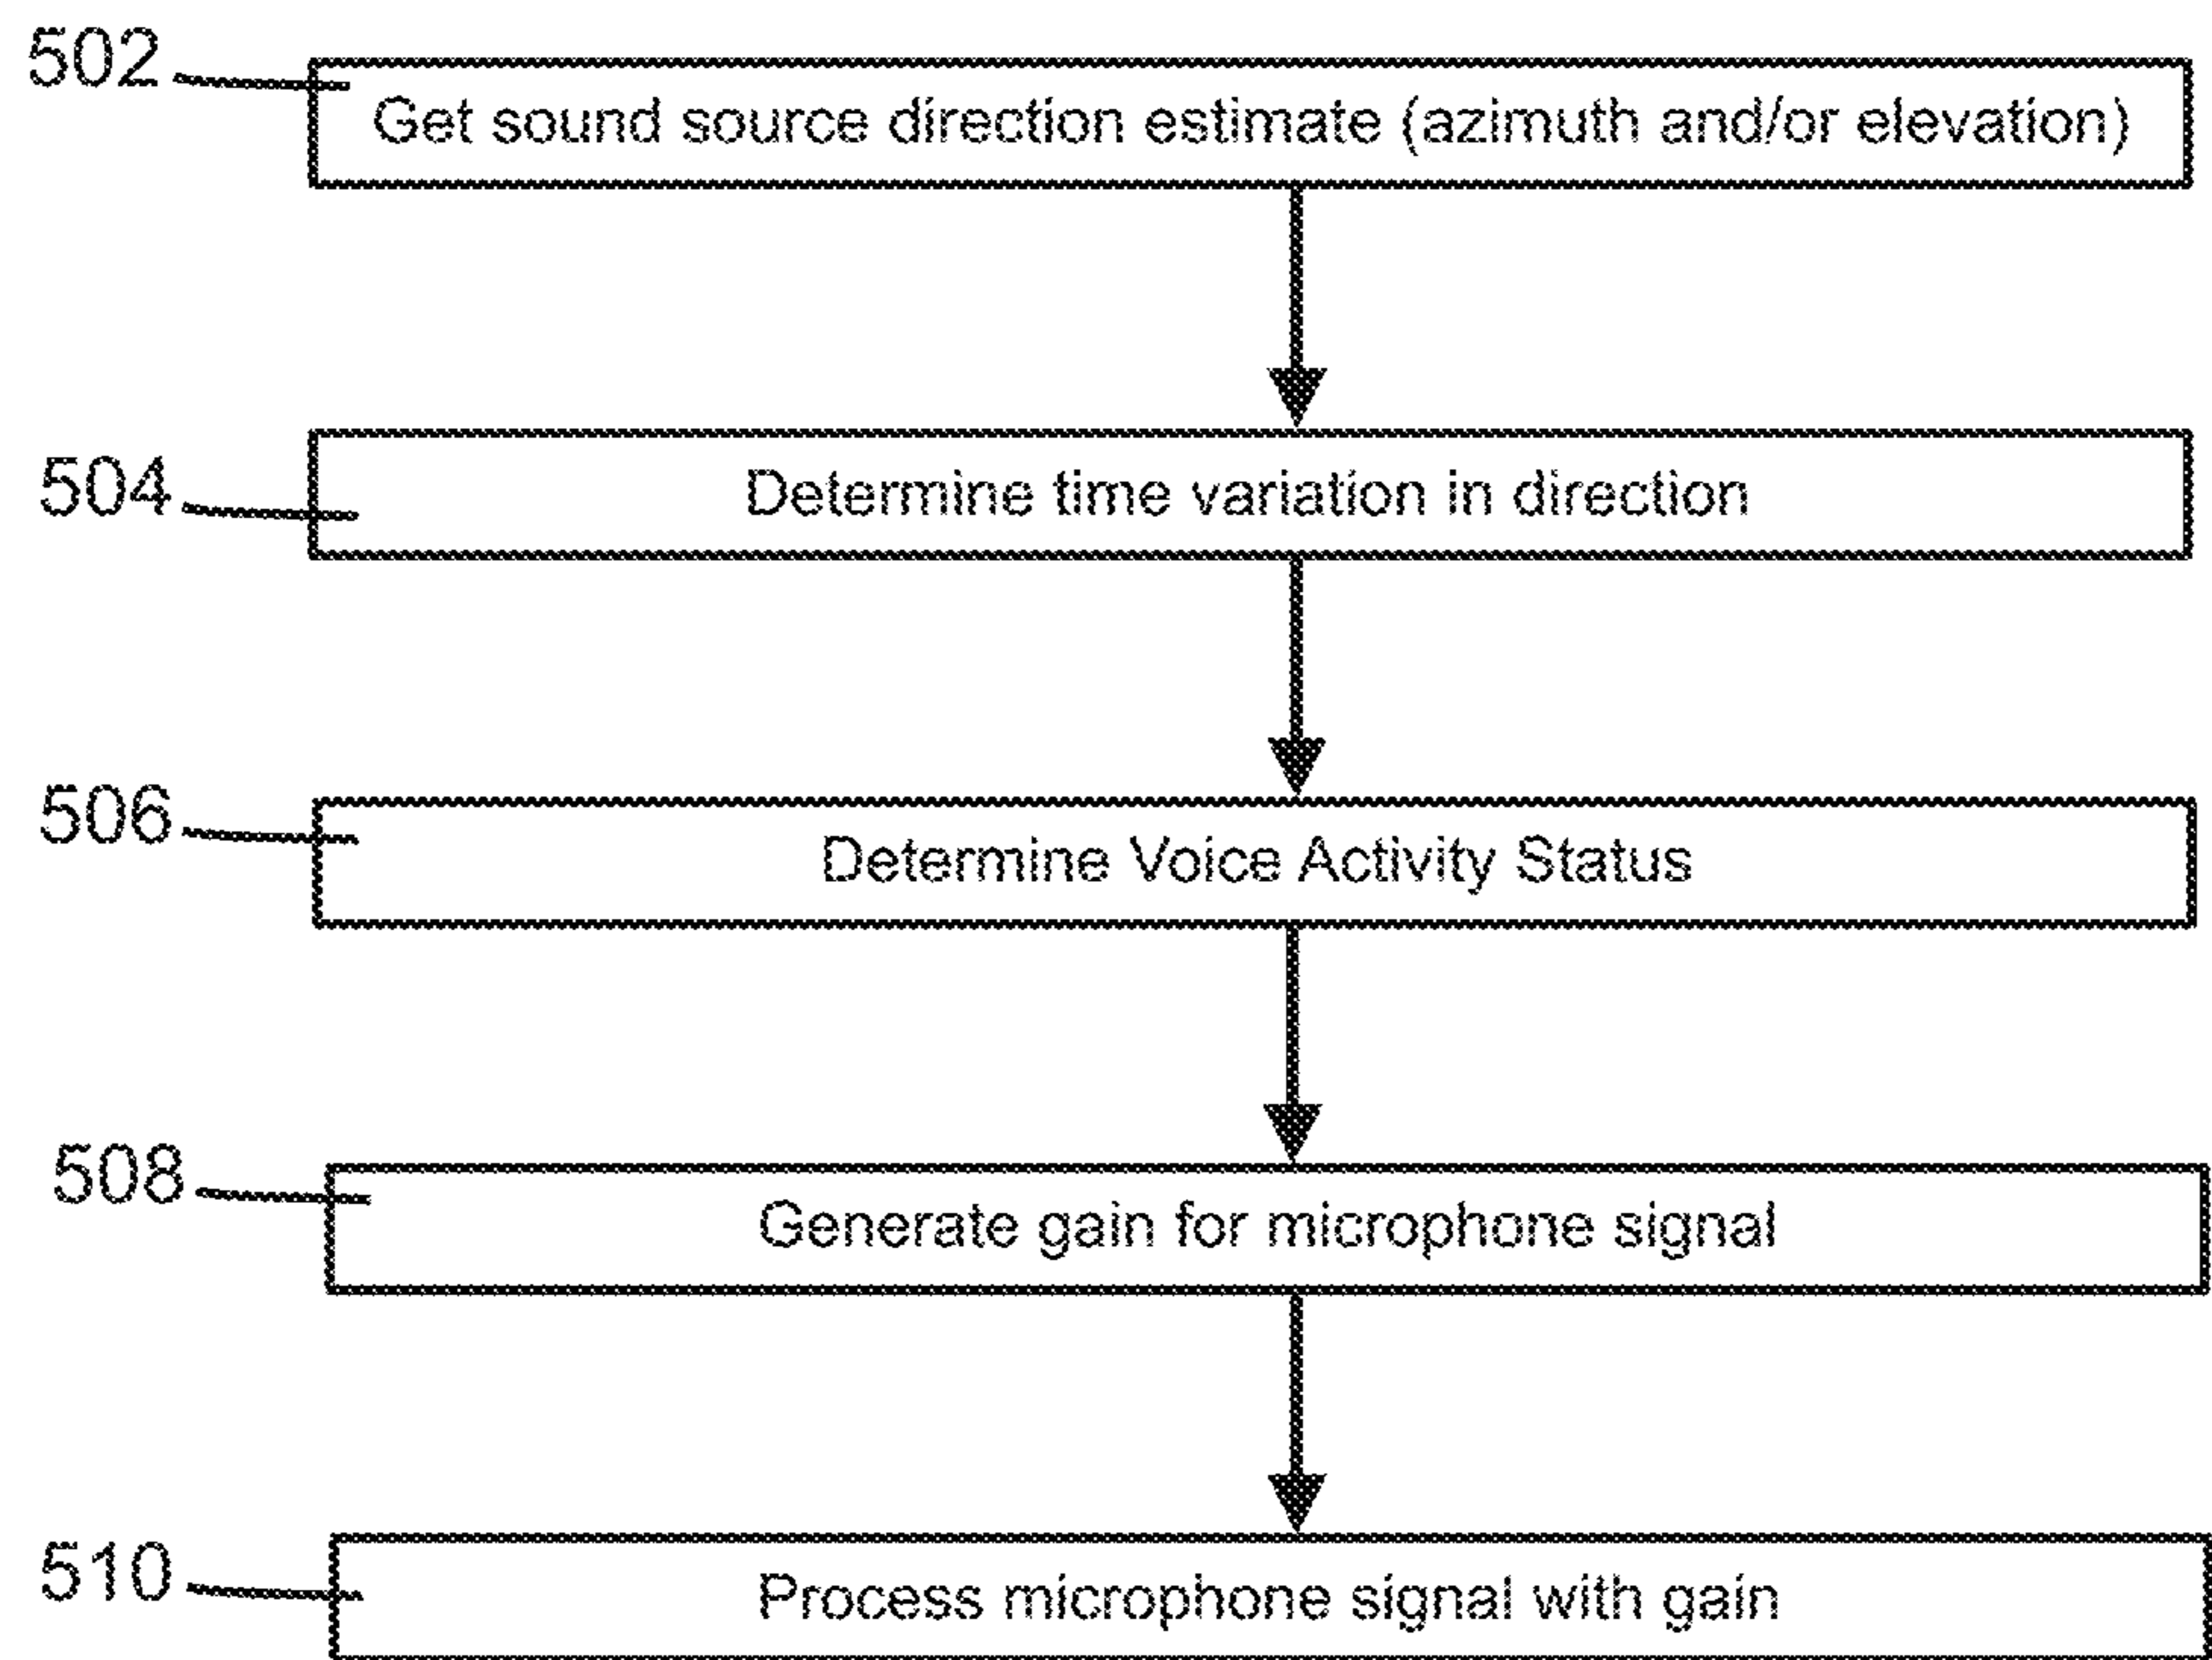 502
Get sound source direction estimate (azimuth and/or elevation)
504
Determine time variation in direction
506
Determine Voice Activity Status
508
Generate gain for microphone signal
510
Process microphone signal with gain